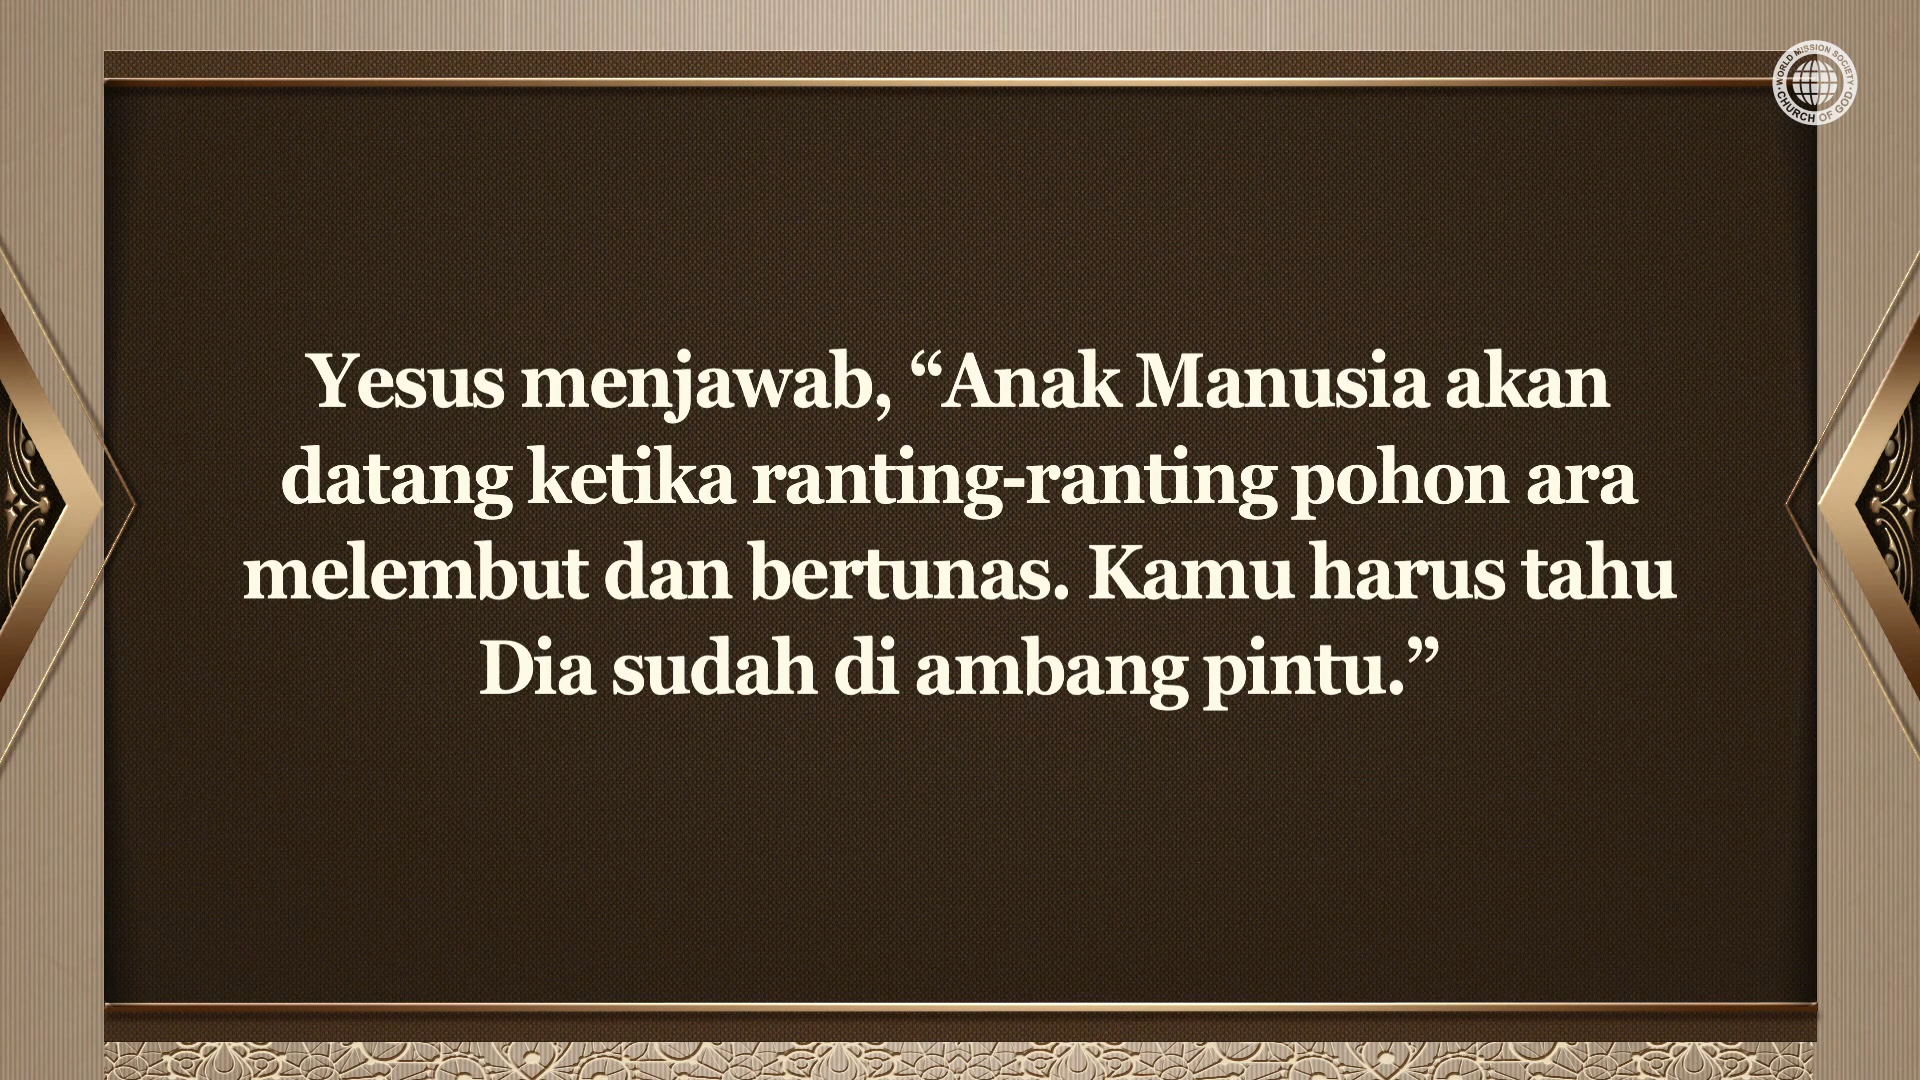 WORLD MISSION SOCIETY
CHURCH OF GOD
Yesus menjawab, “Anak Manusia akan
datang ketika ranting-ranting pohon ara
melembut dan bertunas. Kamu harus tahu
Dia sudah di ambang pintu.”